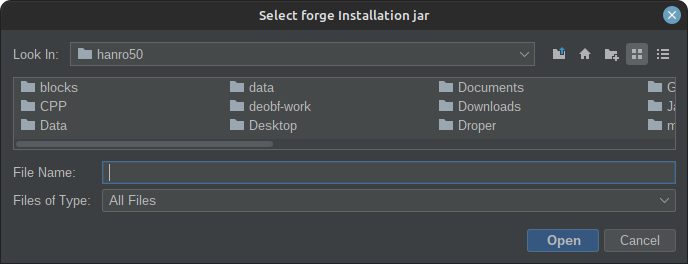 Select forge Installation jar
Look In: hanro50
blocks data Documents G
CPP deobf-work Downloads Ja
Data Desktop Droper m
File Name:
Files of Type: All Files
Open Cancel